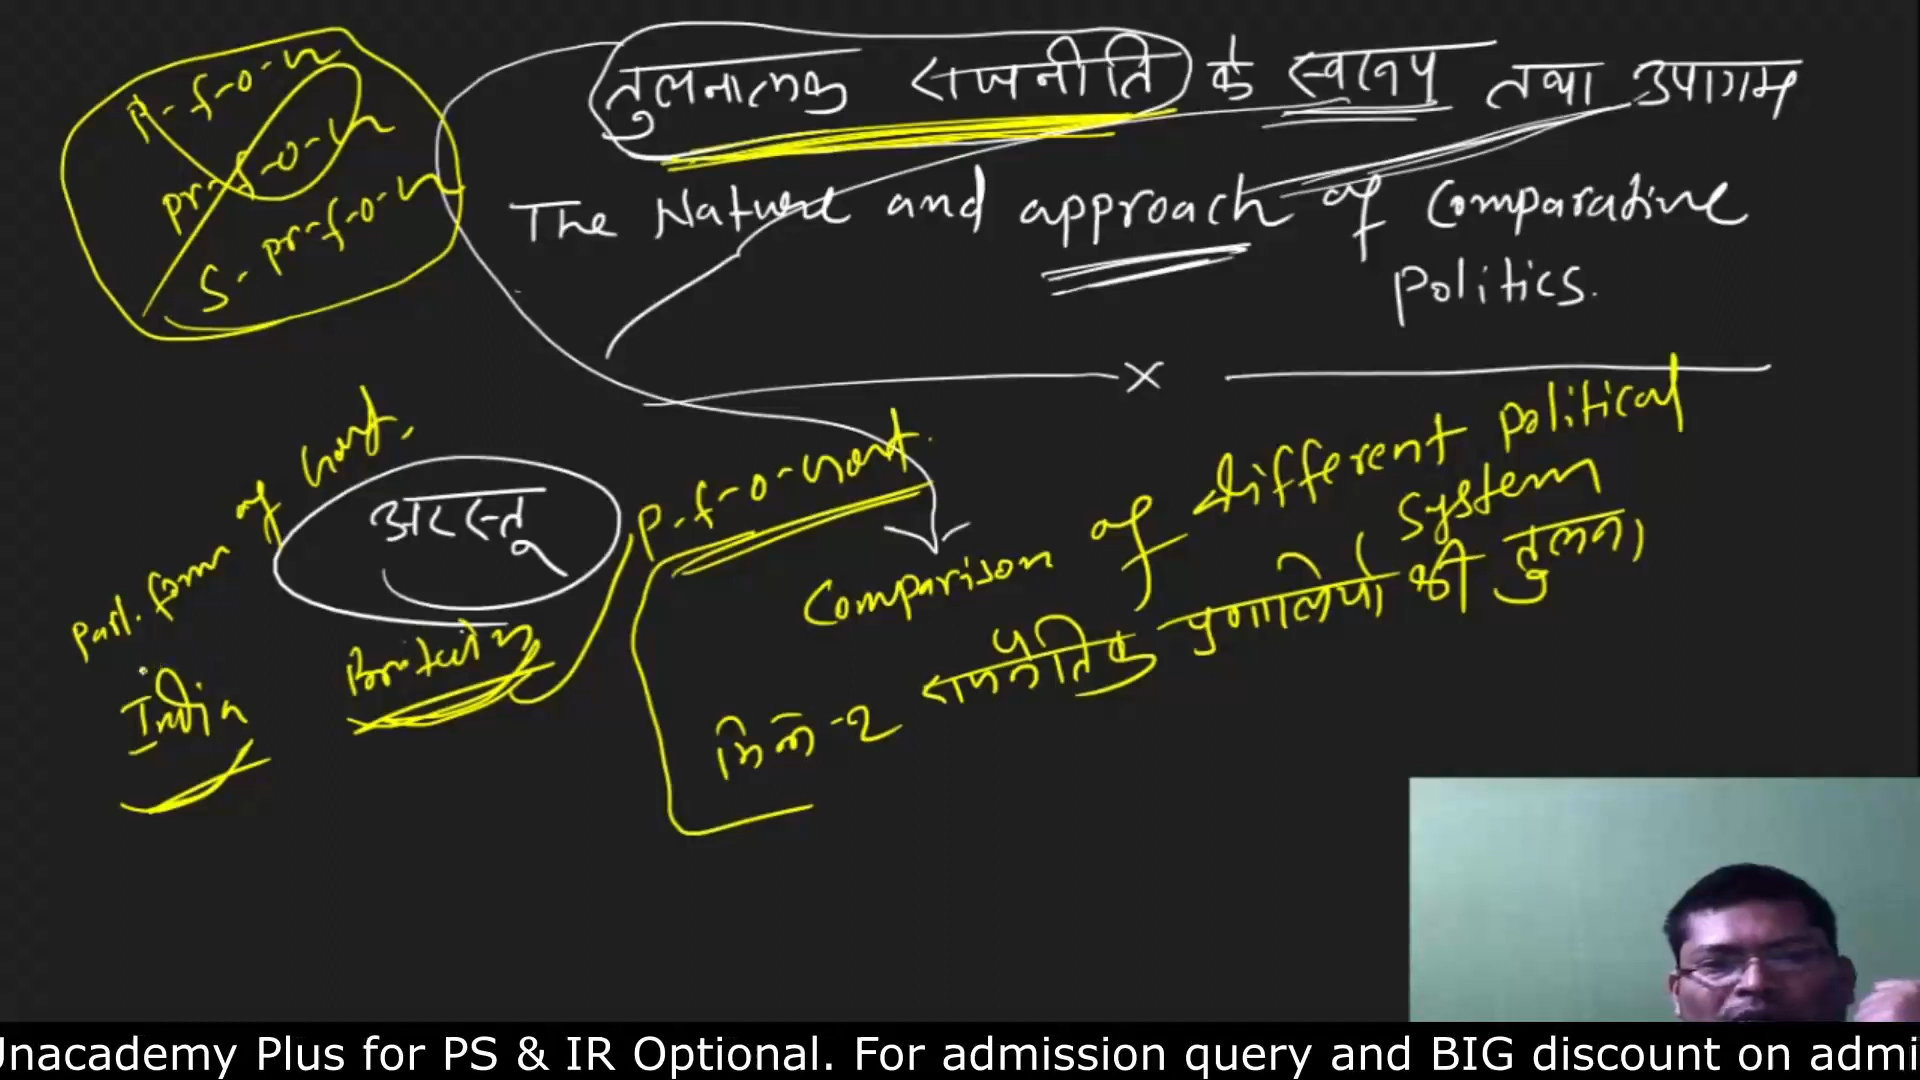 तुलनात्मक राजनीति के स्वरूप तथा उपागम
The Nature and approach of Comparative
Politics.
P-f-o-G
Pr-f-o-G
S-pr-f-o-G
x
Parl. form of Govt.
अरस्तू
P-f-o-Govt.
India
Britain
Comparison of different Political
System
भिन्न-२ राजनीतिक प्रणालियों की तुलना
Unacademy Plus for PS & IR Optional. For admission query and BIG discount on admi